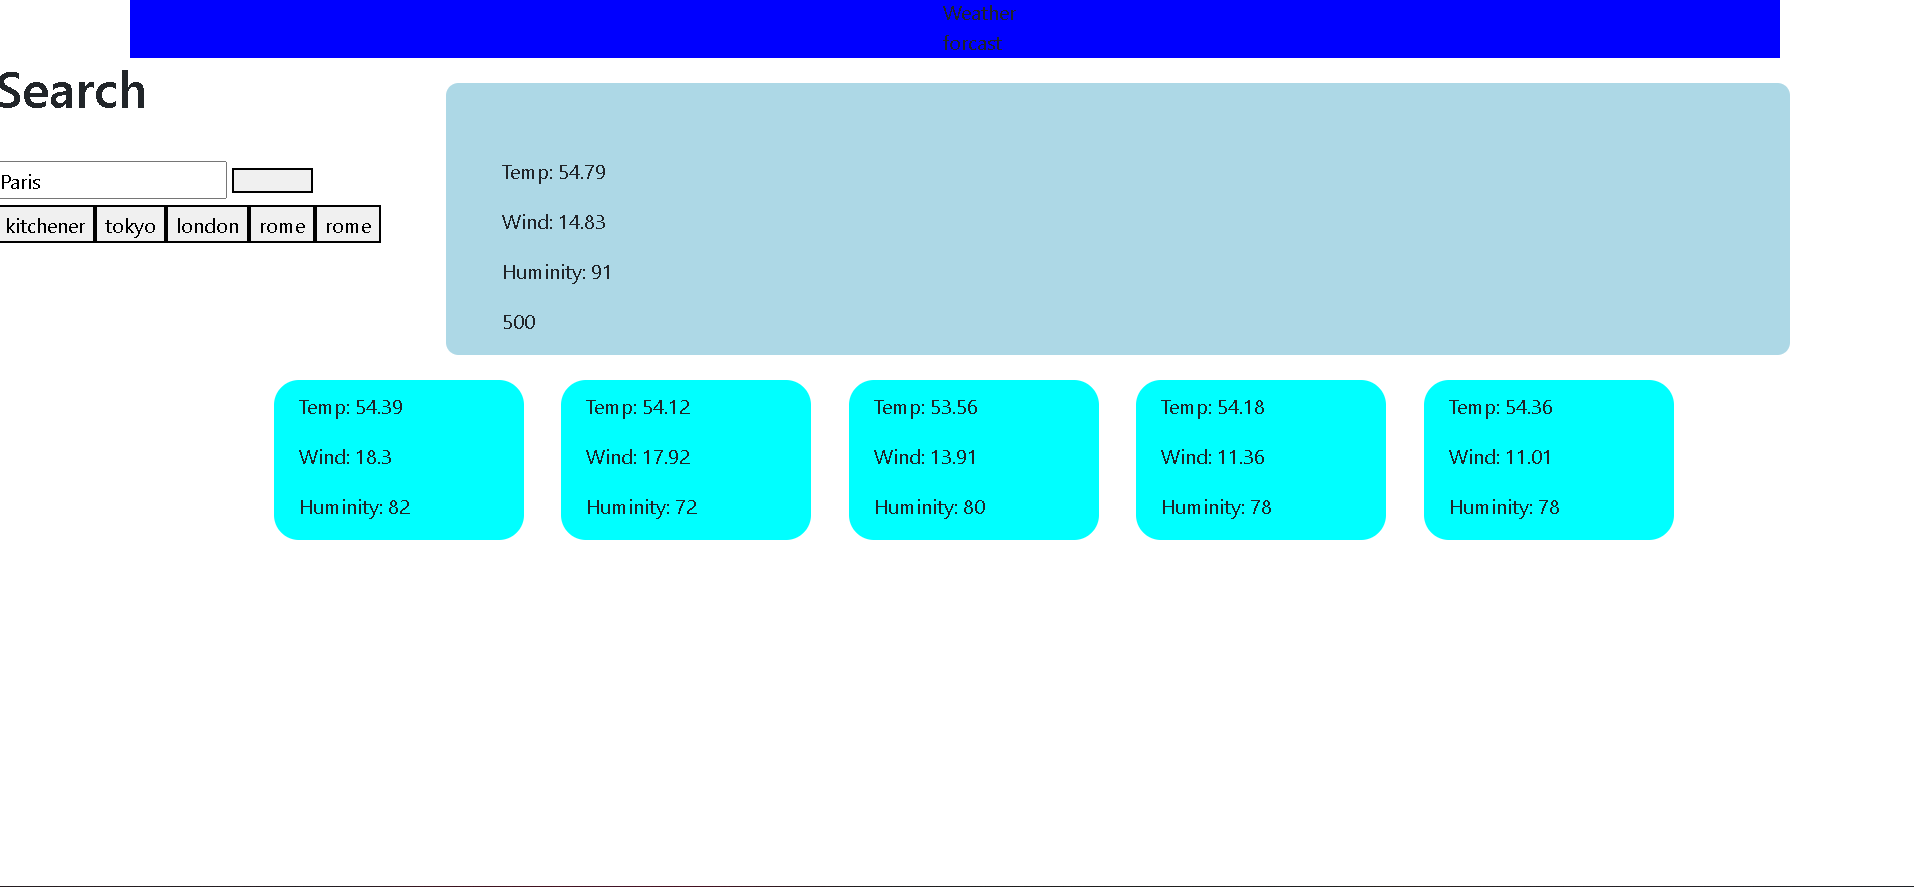 Weather
forcast
Search
Paris
kitchener tokyo london rome rome
Temp: 54.79
Wind: 14.83
Huminity: 91
500
Temp: 54.39
Wind: 18.3
Huminity: 82
Temp: 54.12
Wind: 17.92
Huminity: 72
Temp: 53.56
Wind: 13.91
Huminity: 80
Temp: 54.18
Wind: 11.36
Huminity: 78
Temp: 54.36
Wind: 11.01
Huminity: 78